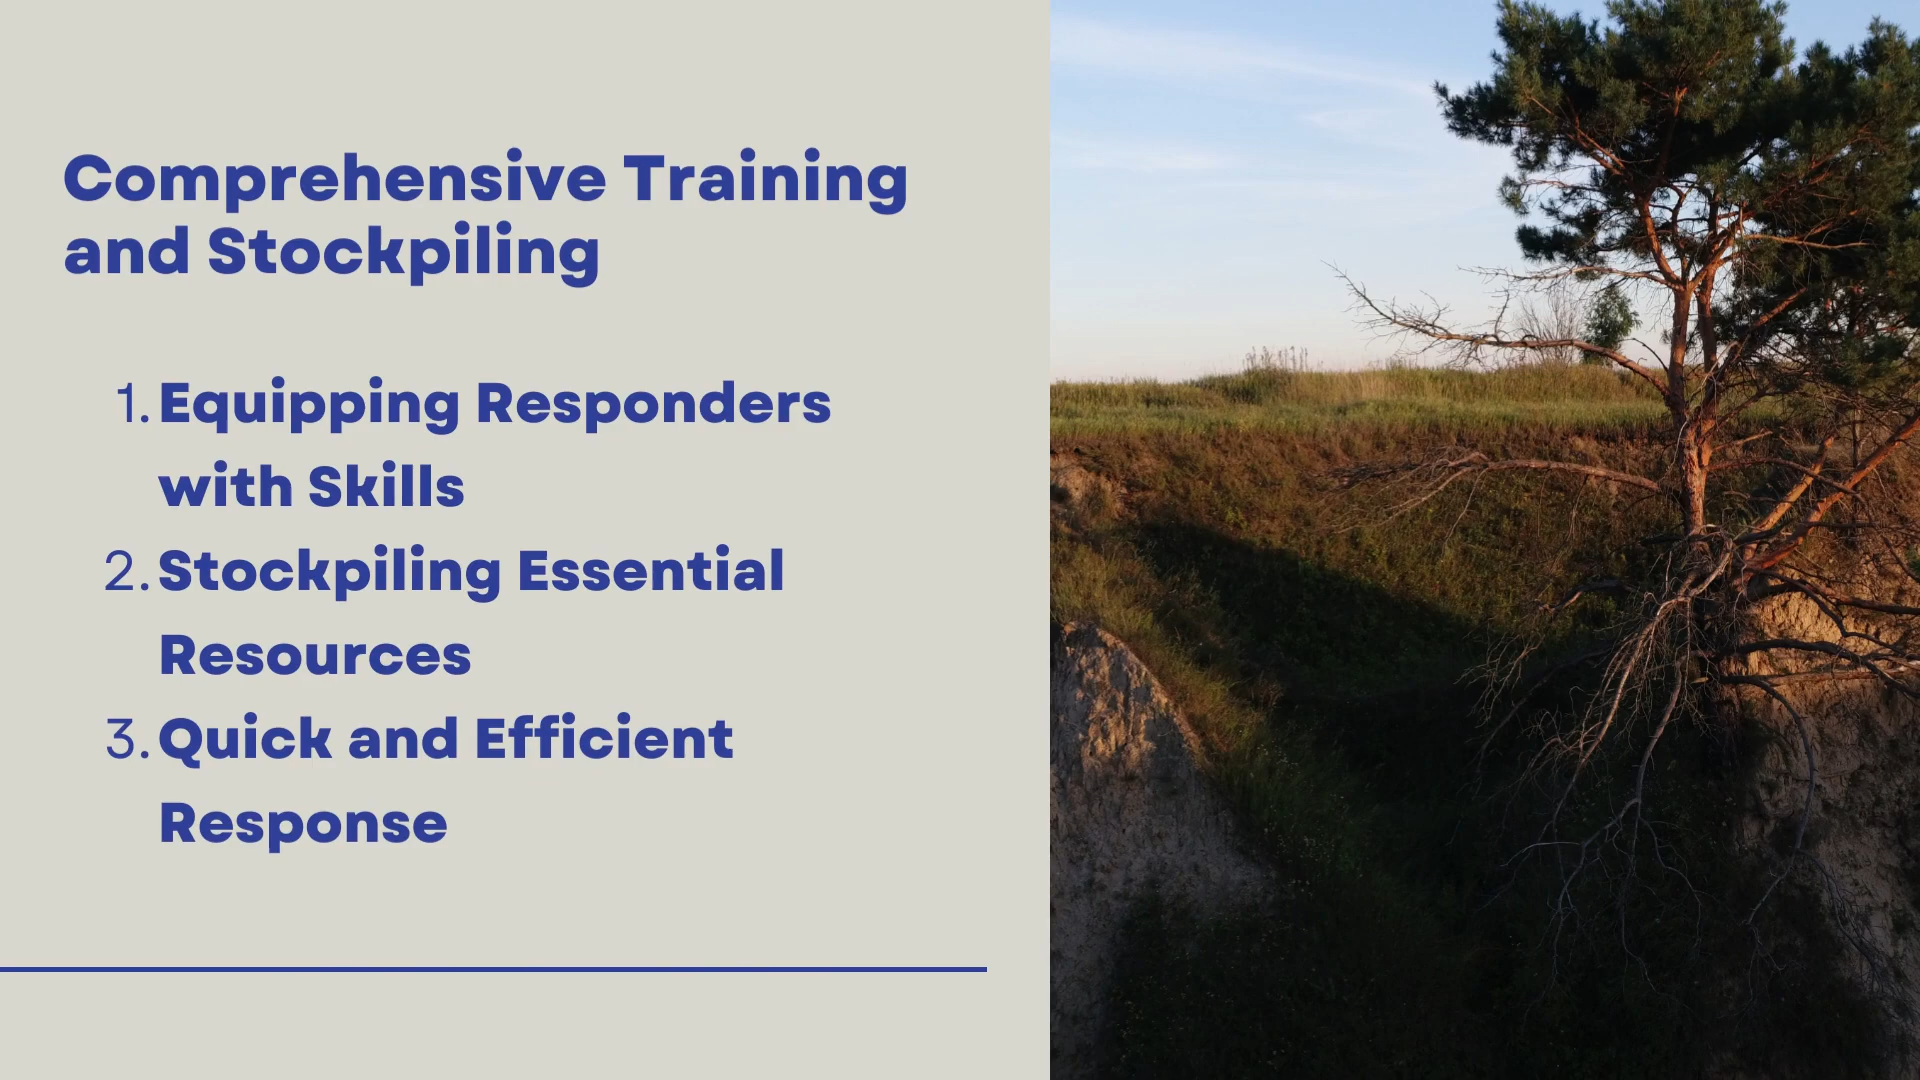 Comprehensive Training
and Stockpiling
1. Equipping Responders
with Skills
2. Stockpiling Essential
Resources
3. Quick and Efficient
Response